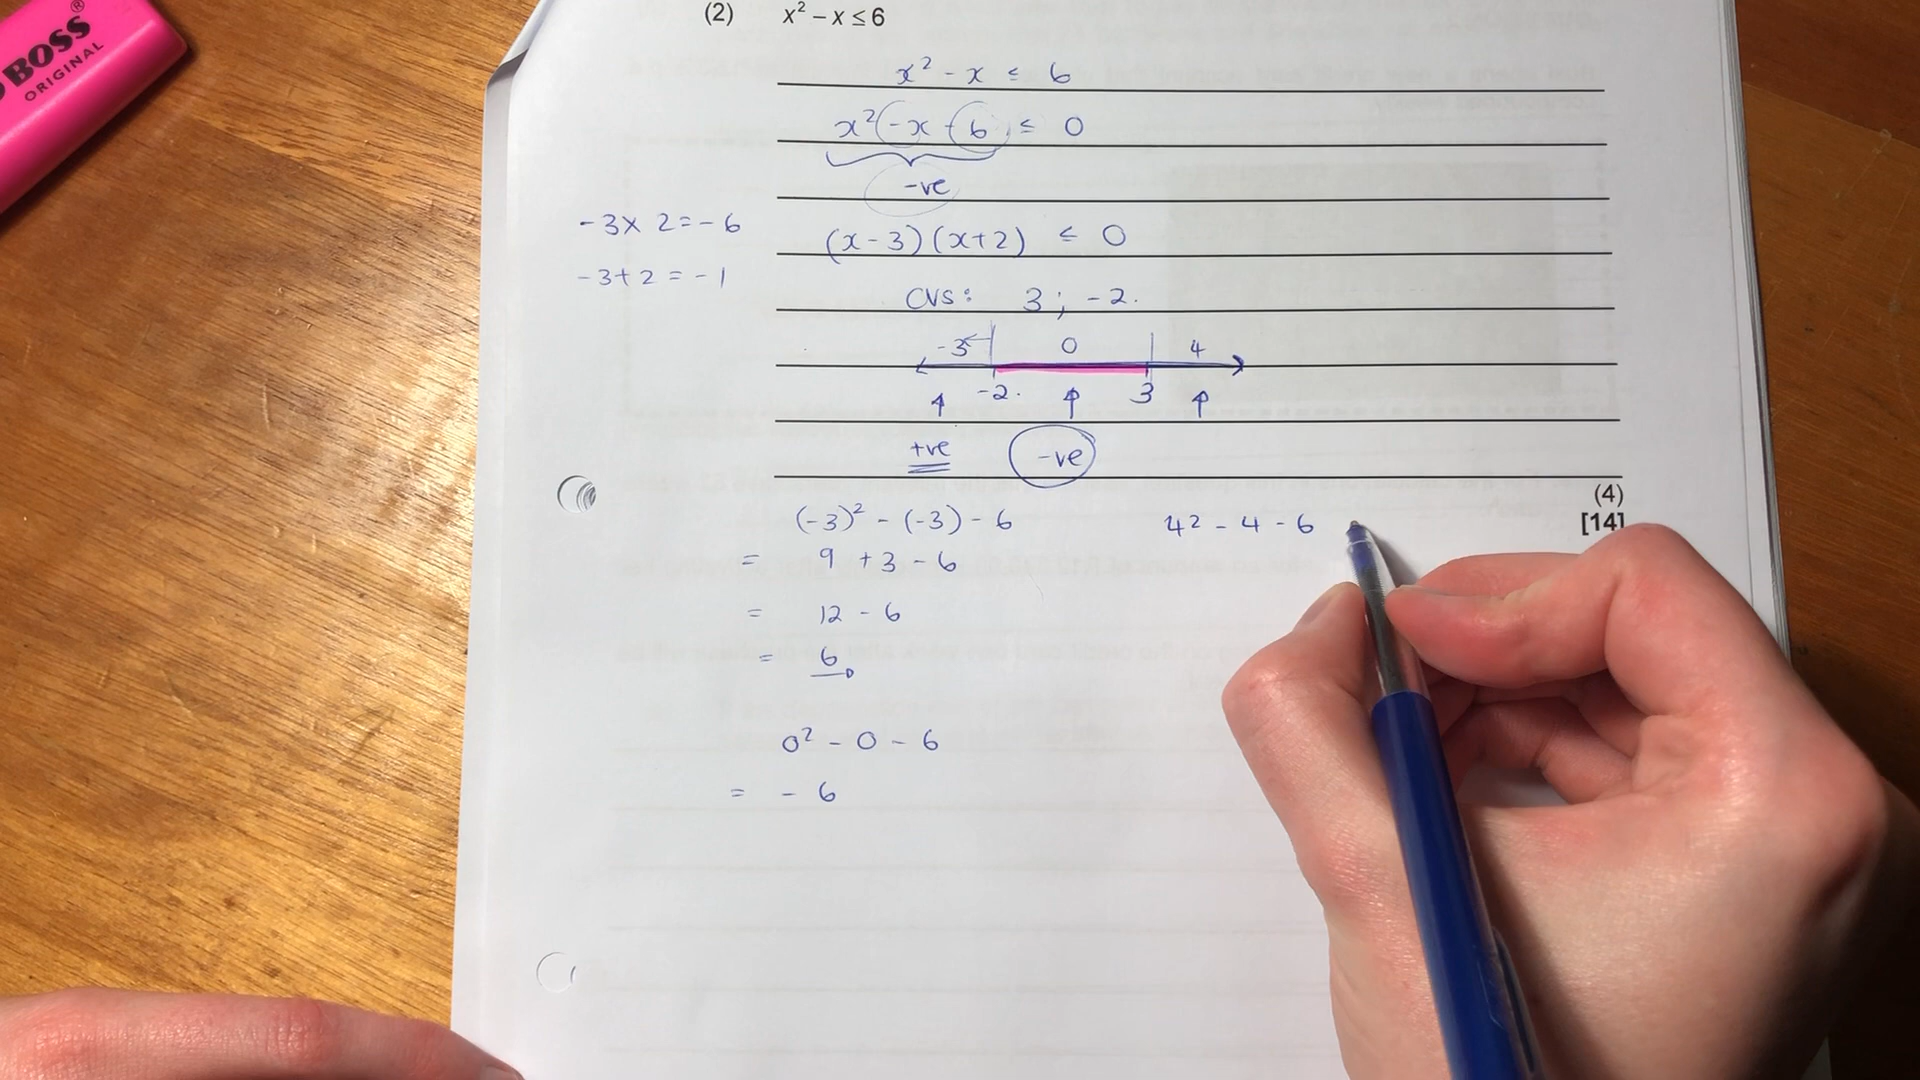 BOSS®
ORIGINAL
(2) x² – x ≤ 6
x² - x ≤ 6
x² - x - 6 ≤ 0
-ve
-3 x 2 = - 6
(x - 3) (x + 2) ≤ 0
-3 + 2 = - 1
CVS: 3 ; -2.
-3 0 4
-2. 3
+ve -ve
(4)
[14]
(-3)² - (-3) - 6
4² - 4 - 6
= 9 + 3 - 6
= 12 - 6
= 6
0² - 0 - 6
= - 6